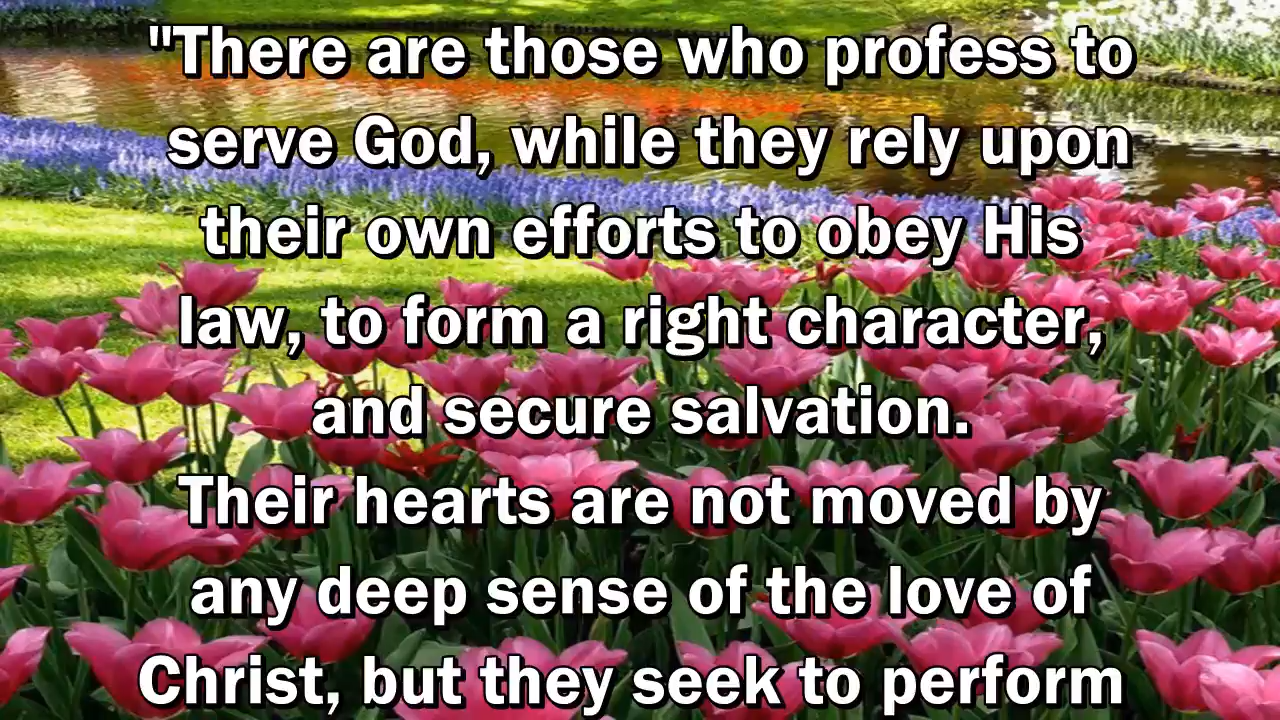 "There are those who profess to
serve God, while they rely upon
their own efforts to obey His
law, to form a right character,
and secure salvation.
Their hearts are not moved by
any deep sense of the love of
Christ, but they seek to perform